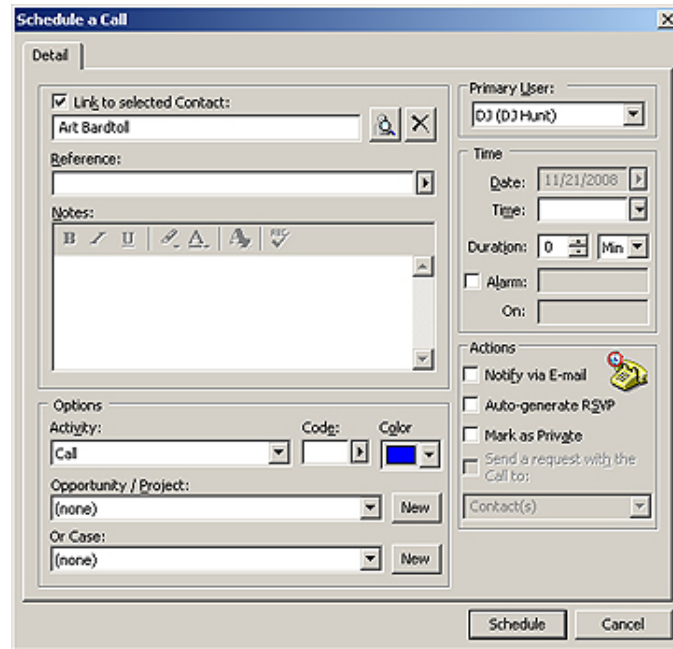 Schedule a Call
Detail
Link to selected Contact:
Art Bardtoll
Reference:
Notes:
B I U A A
Options
Activity:
Code:
Color
Call
Opportunity / Project:
(none)
New
Or Case:
(none)
New
Primary User:
DJ (DJ Hunt)
Time
Date:
11/21/2008
Time:
Duration:
0
Min
Alarm:
On:
Actions
Notify via E-mail
Auto-generate RSVP
Mark as Private
Send a request with the
Call to:
Contact(s)
Schedule
Cancel